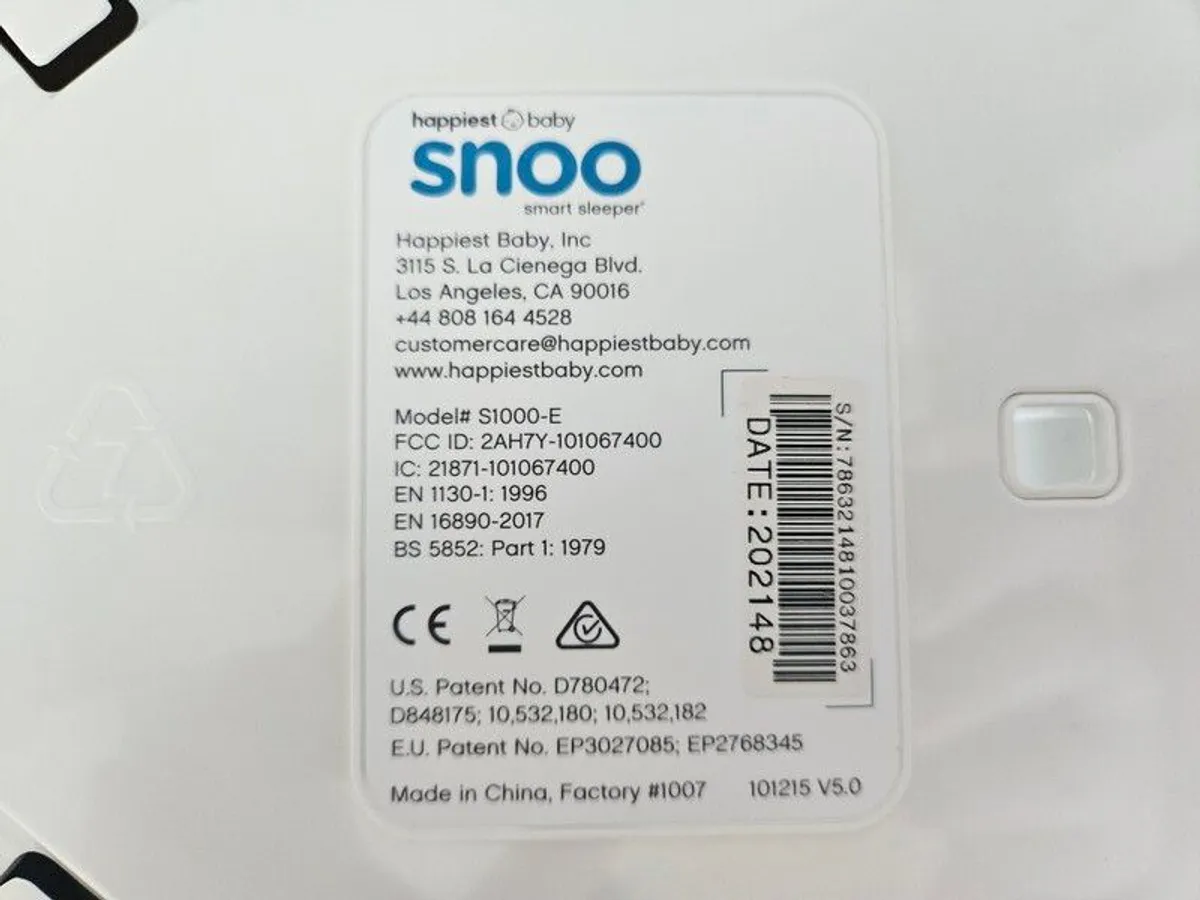 happiest baby
snoo
smart sleeper
Happiest Baby, Inc
3115 S. La Cienega Blvd.
Los Angeles, CA 90016
+44 808 164 4528
customercare@happiestbaby.com
www.happiestbaby.com
Model# S1000-E
FCC ID: 2AH7Y-101067400
IC: 21871-101067400
EN 1130-1: 1996
EN 16890-2017
BS 5852: Part 1: 1979
S/N:786321481003 7863
DATE:202148
CE
U.S. Patent No. D780472;
D848175; 10,532,180; 10,532,182
E.U. Patent No. EP3027085; EP2768345
Made in China, Factory #1007 101215 V5.0
7